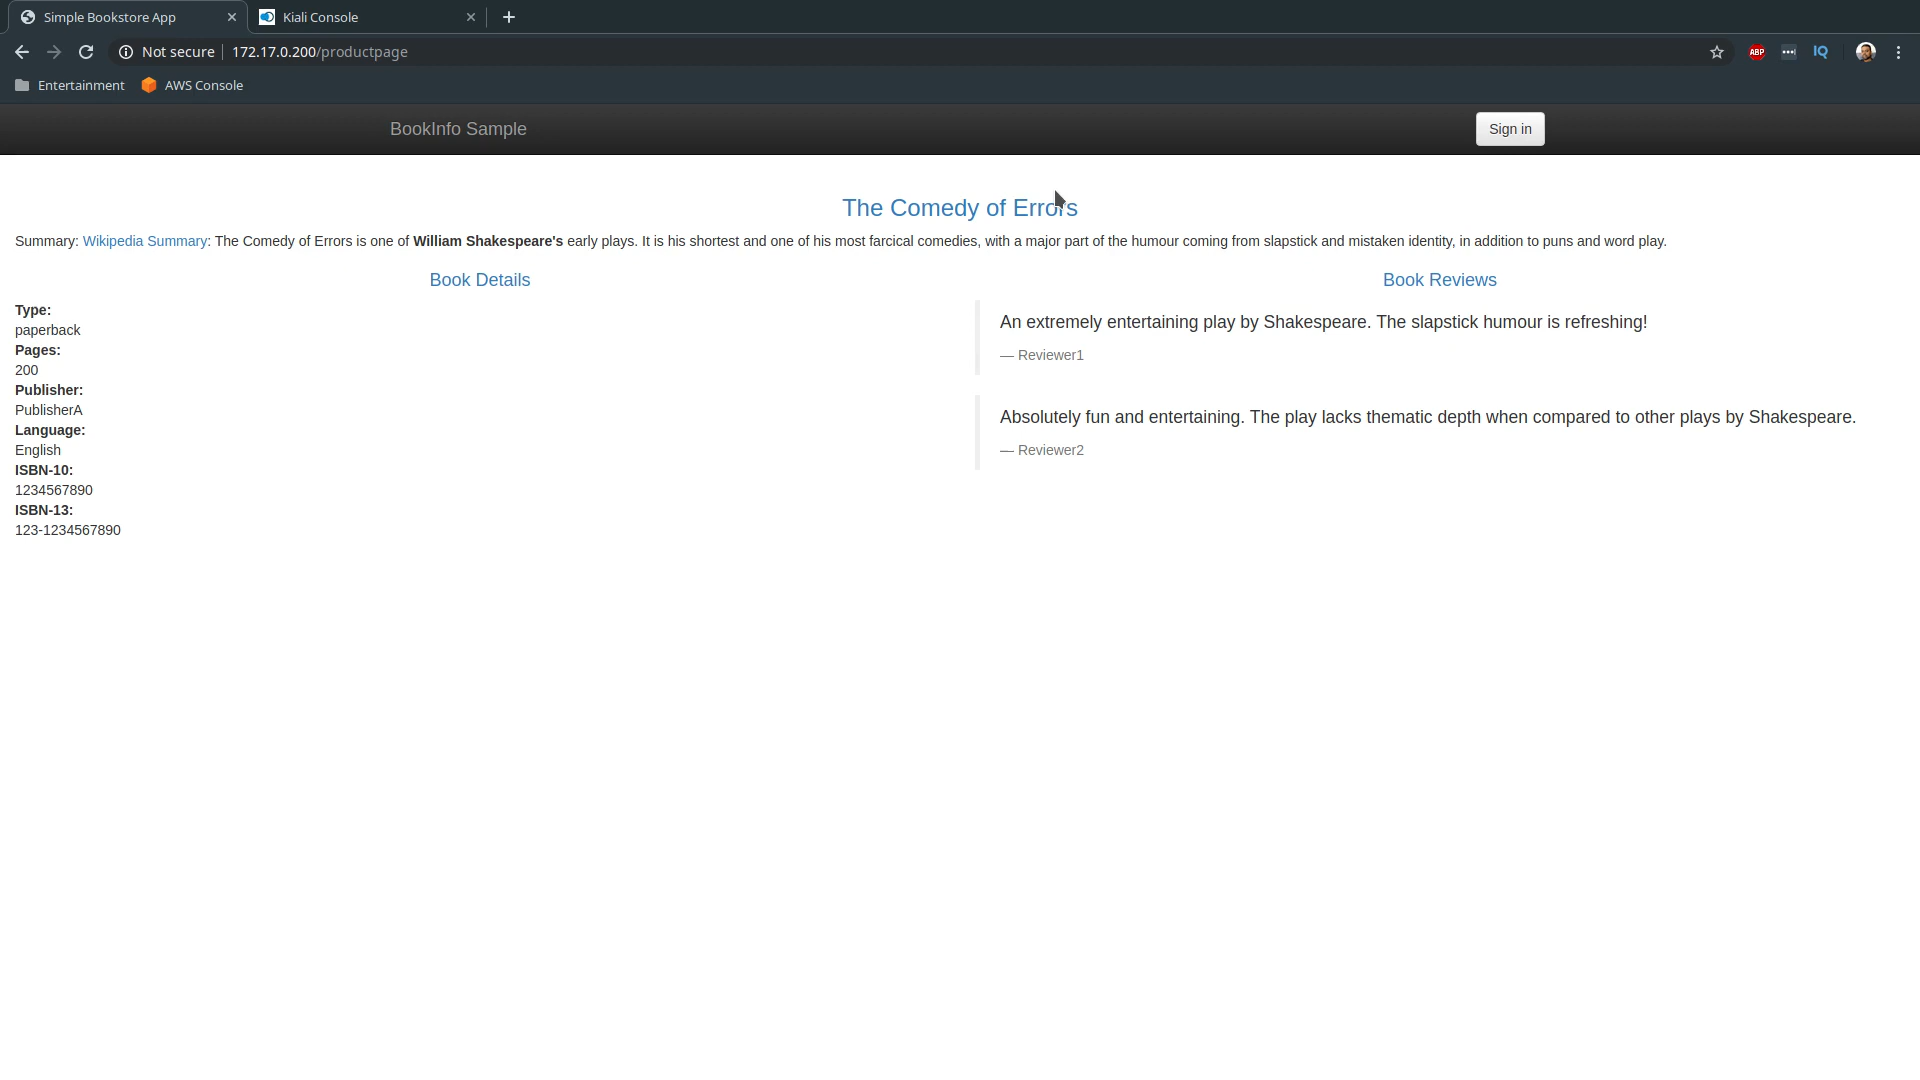 Simple Bookstore App
Kiali Console
Not secure 172.17.0.200/productpage
ABP
IQ
Entertainment
AWS Console
BookInfo Sample
Sign in
The Comedy of Errors
Summary: Wikipedia Summary: The Comedy of Errors is one of William Shakespeare's early plays. It is his shortest and one of his most farcical comedies, with a major part of the humour coming from slapstick and mistaken identity, in addition to puns and word play.
Book Details
Type:
paperback
Pages:
200
Publisher:
PublisherA
Language:
English
ISBN-10:
1234567890
ISBN-13:
123-1234567890
Book Reviews
An extremely entertaining play by Shakespeare. The slapstick humour is refreshing!
— Reviewer1
Absolutely fun and entertaining. The play lacks thematic depth when compared to other plays by Shakespeare.
— Reviewer2